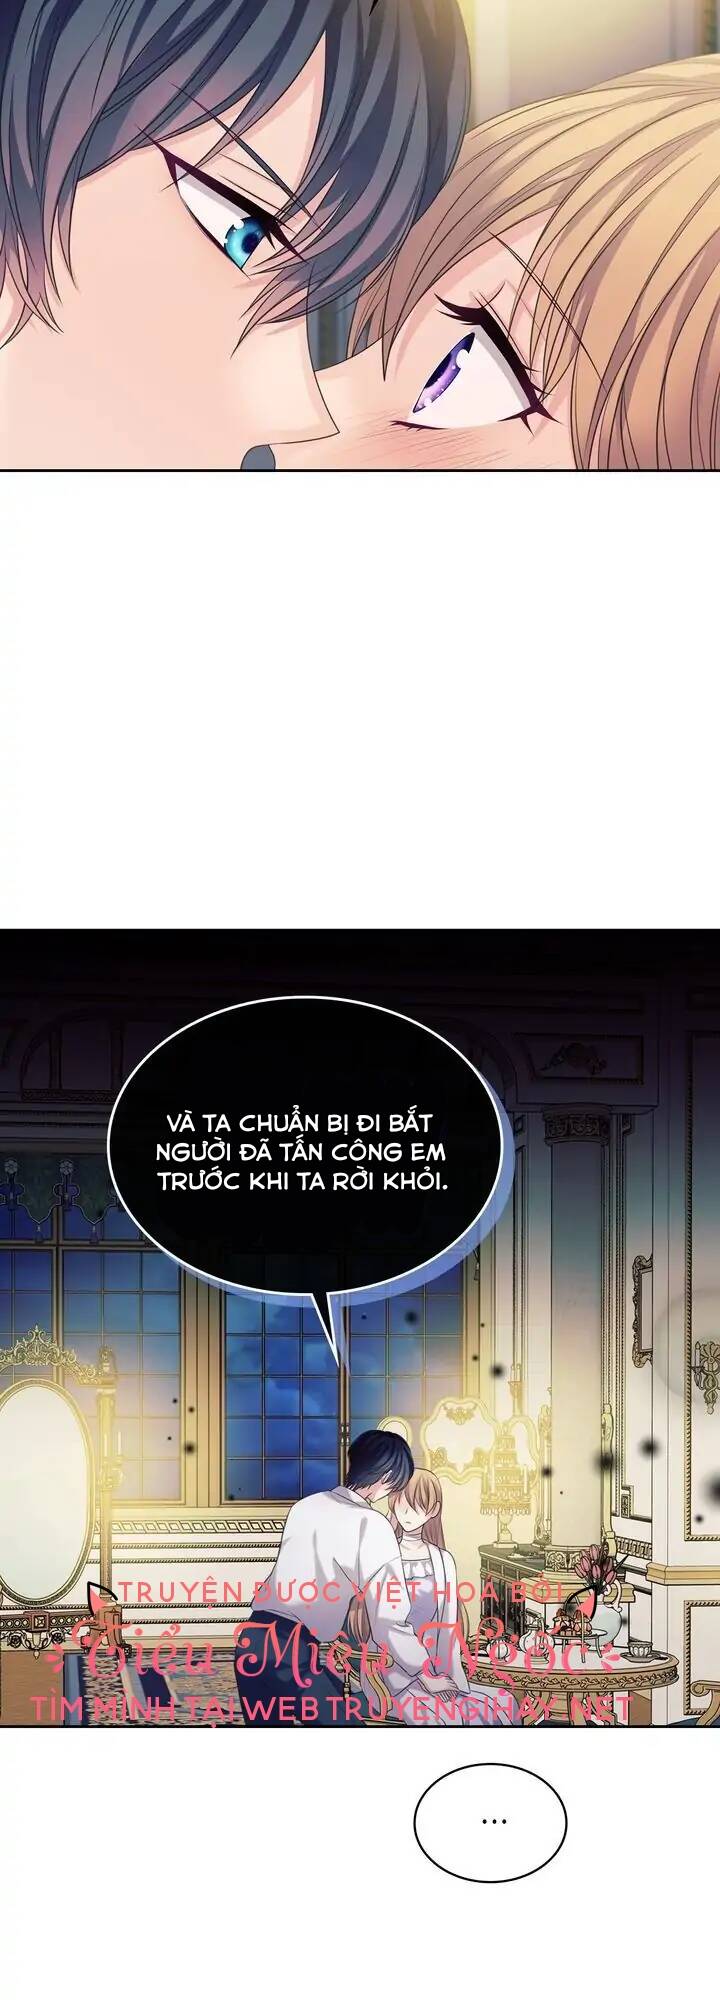 VÀ TA CHUẨN BỊ ĐI BẮT
NGƯỜI ĐÃ TẤN CÔNG EM
TRƯỚC KHI TA RỜI KHỎI.
TRUYỆN ĐƯỢC VIỆT HOÁ BỞI
Tiểu Miêu Ngốc
TÌM MÌNH TẠI WEB TRUYENGIHAY.NET
...